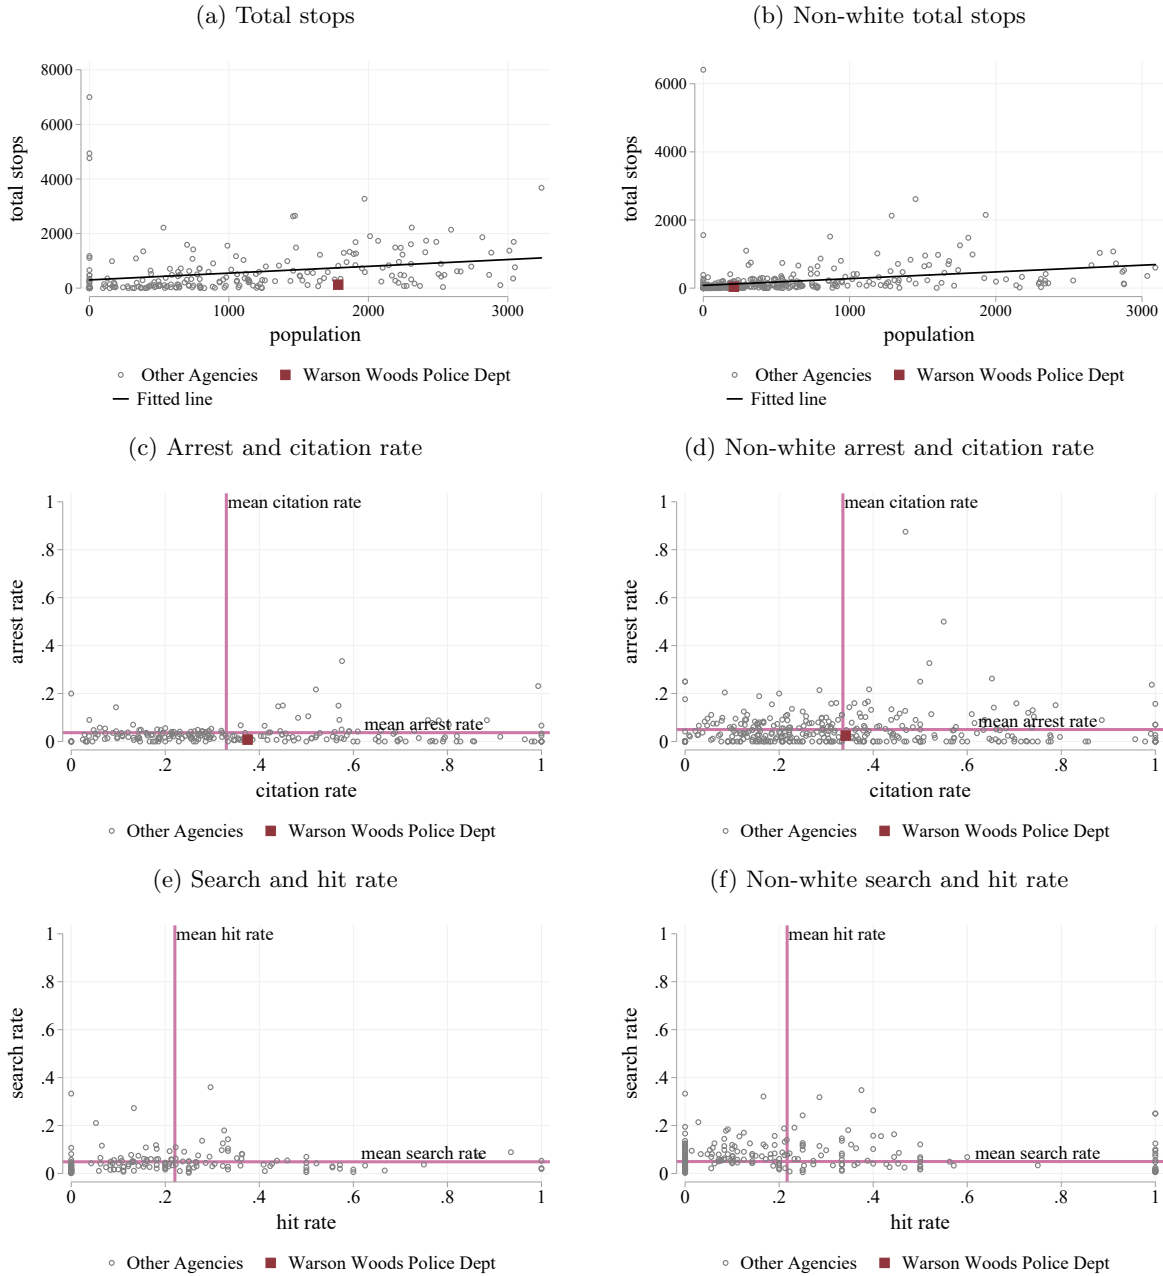 (a) Total stops
(b) Non-white total stops
8000
6000
4000
2000
0
total stops
0
1000
2000
3000
population
6000
4000
2000
0
total stops
0
1000
2000
3000
population
Other Agencies
Warson Woods Police Dept
Fitted line
Other Agencies
Warson Woods Police Dept
Fitted line
(c) Arrest and citation rate
(d) Non-white arrest and citation rate
1
.8
.6
.4
.2
0
arrest rate
mean citation rate
mean arrest rate
0
.2
.4
.6
.8
1
citation rate
1
.8
.6
.4
.2
0
arrest rate
mean citation rate
mean arrest rate
0
.2
.4
.6
.8
1
citation rate
Other Agencies
Warson Woods Police Dept
Other Agencies
Warson Woods Police Dept
(e) Search and hit rate
(f) Non-white search and hit rate
1
.8
.6
.4
.2
0
search rate
mean hit rate
mean search rate
0
.2
.4
.6
.8
1
hit rate
1
.8
.6
.4
.2
0
search rate
mean hit rate
mean search rate
0
.2
.4
.6
.8
1
hit rate
Other Agencies
Warson Woods Police Dept
Other Agencies
Warson Woods Police Dept